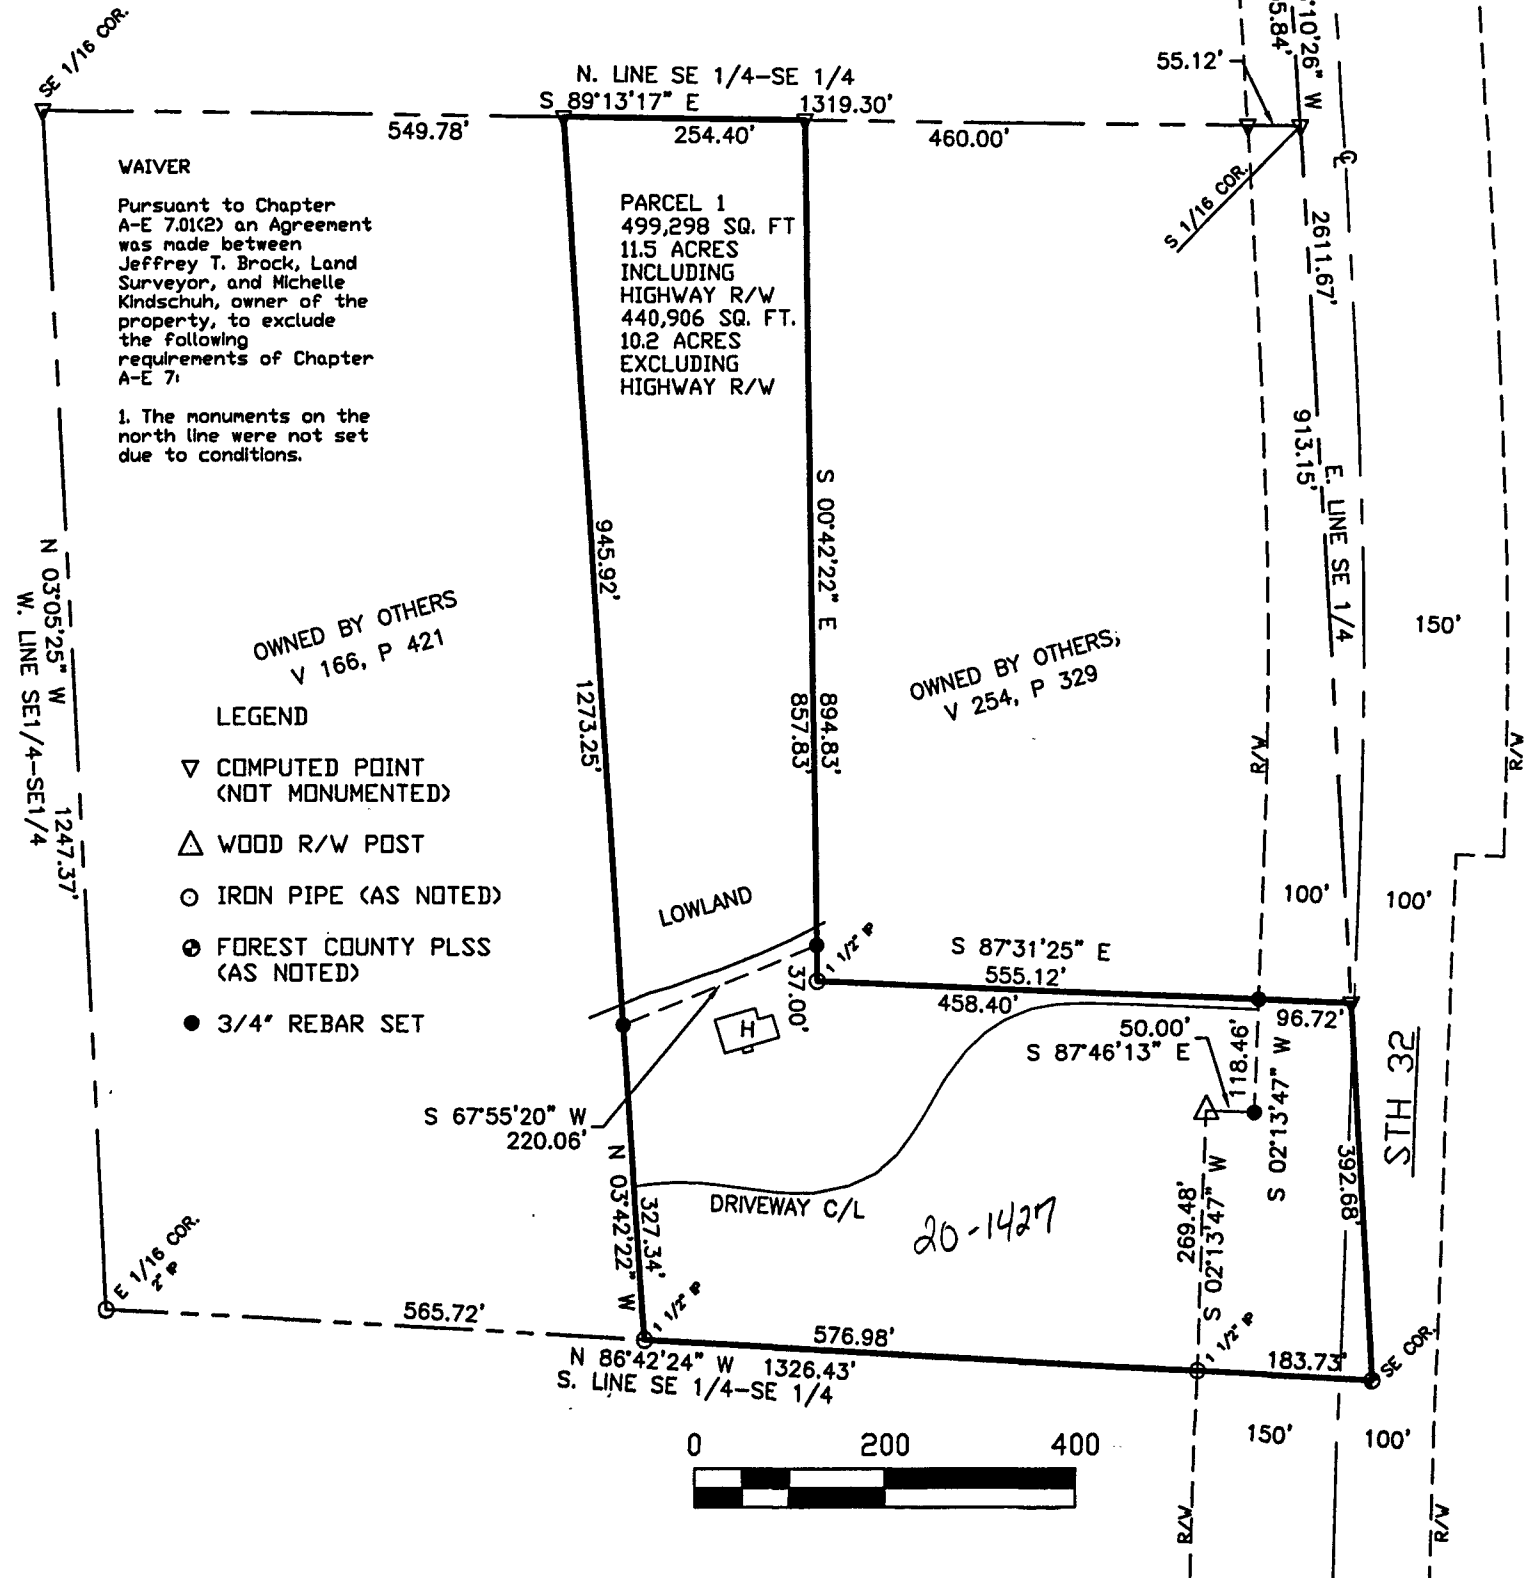 SE 1/16 COR.
N. LINE SE 1/4-SE 1/4
S 89°13'17" E 1319.30'
549.78'
254.40'
460.00'
55.12'
°10'26" W
5.84'
S 1/16 COR.
WAIVER
Pursuant to Chapter
A-E 7.01(2) an Agreement
was made between
Jeffrey T. Brock, Land
Surveyor, and Michelle
Kindschuh, owner of the
property, to exclude
the following
requirements of Chapter
A-E 7:
1. The monuments on the
north line were not set
due to conditions.
PARCEL 1
499,298 SQ. FT
11.5 ACRES
INCLUDING
HIGHWAY R/W
440,906 SQ. FT.
10.2 ACRES
EXCLUDING
HIGHWAY R/W
2611.67'
913.15'
E. LINE SE 1/4
150'
R/W
R/W
S 00°42'22" E
894.83'
857.83'
945.92'
1273.25'
N 03°05'25" W 1247.37'
W. LINE SE1/4-SE1/4
OWNED BY OTHERS
V 166, P 421
OWNED BY OTHERS;
V 254, P 329
LEGEND
COMPUTED POINT
(NOT MONUMENTED)
WOOD R/W POST
IRON PIPE (AS NOTED)
FOREST COUNTY PLSS
(AS NOTED)
3/4" REBAR SET
LOWLAND
1 1/2" IP
37.00'
H
S 87°31'25" E
555.12'
458.40'
96.72'
100'
100'
50.00'
S 87°46'13" E
118.46'
S 02°13'47" W
STH 32
392.68'
S 67°55'20" W
220.06'
N 03°42'22" W
327.34'
DRIVEWAY C/L
20-1427
269.48'
S 02°13'47" W
E 1/16 COR.
2" IP
565.72'
1 1/2" IP
576.98'
1 1/2" IP
183.73'
SE COR.
N 86°42'24" W 1326.43'
S. LINE SE 1/4-SE 1/4
150'
100'
0 200 400
R/W
R/W